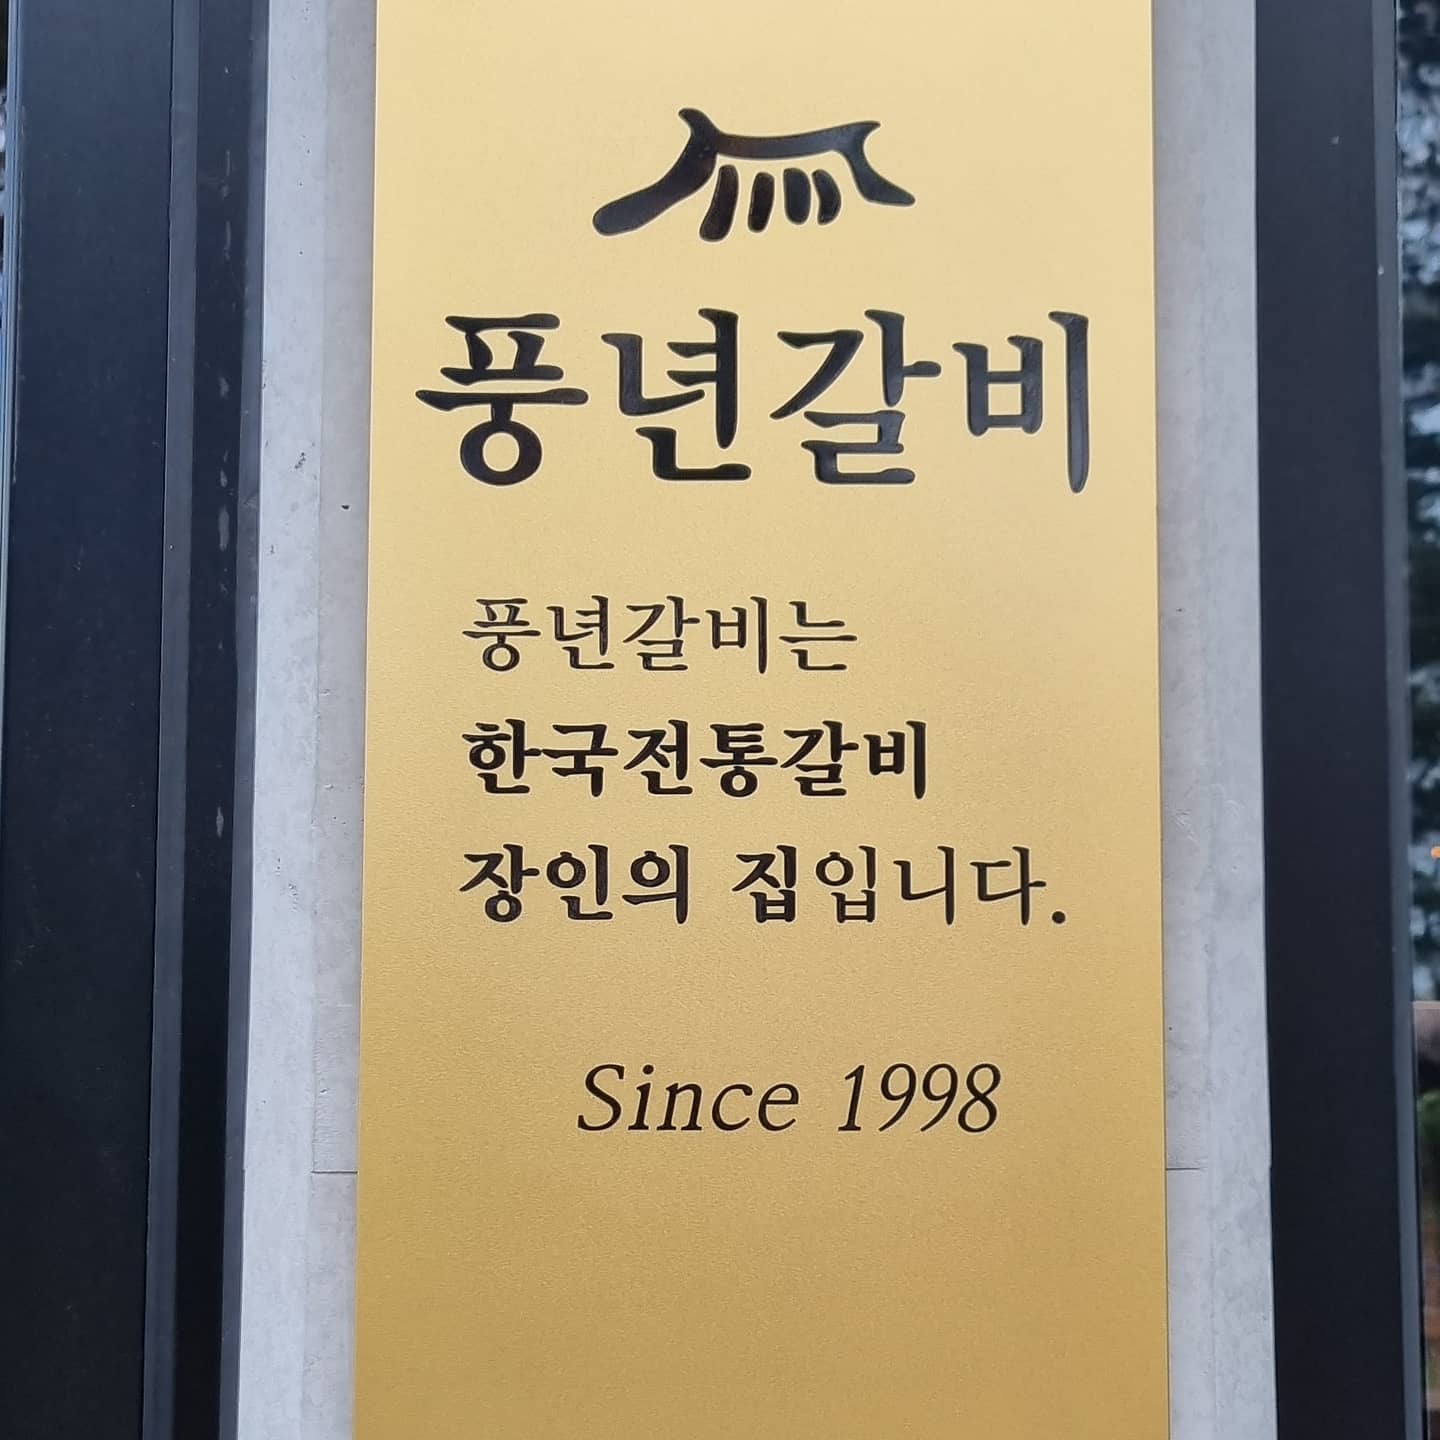 풍년갈비
풍년갈비는
한국전통갈비
장인의 집입니다.
Since 1998